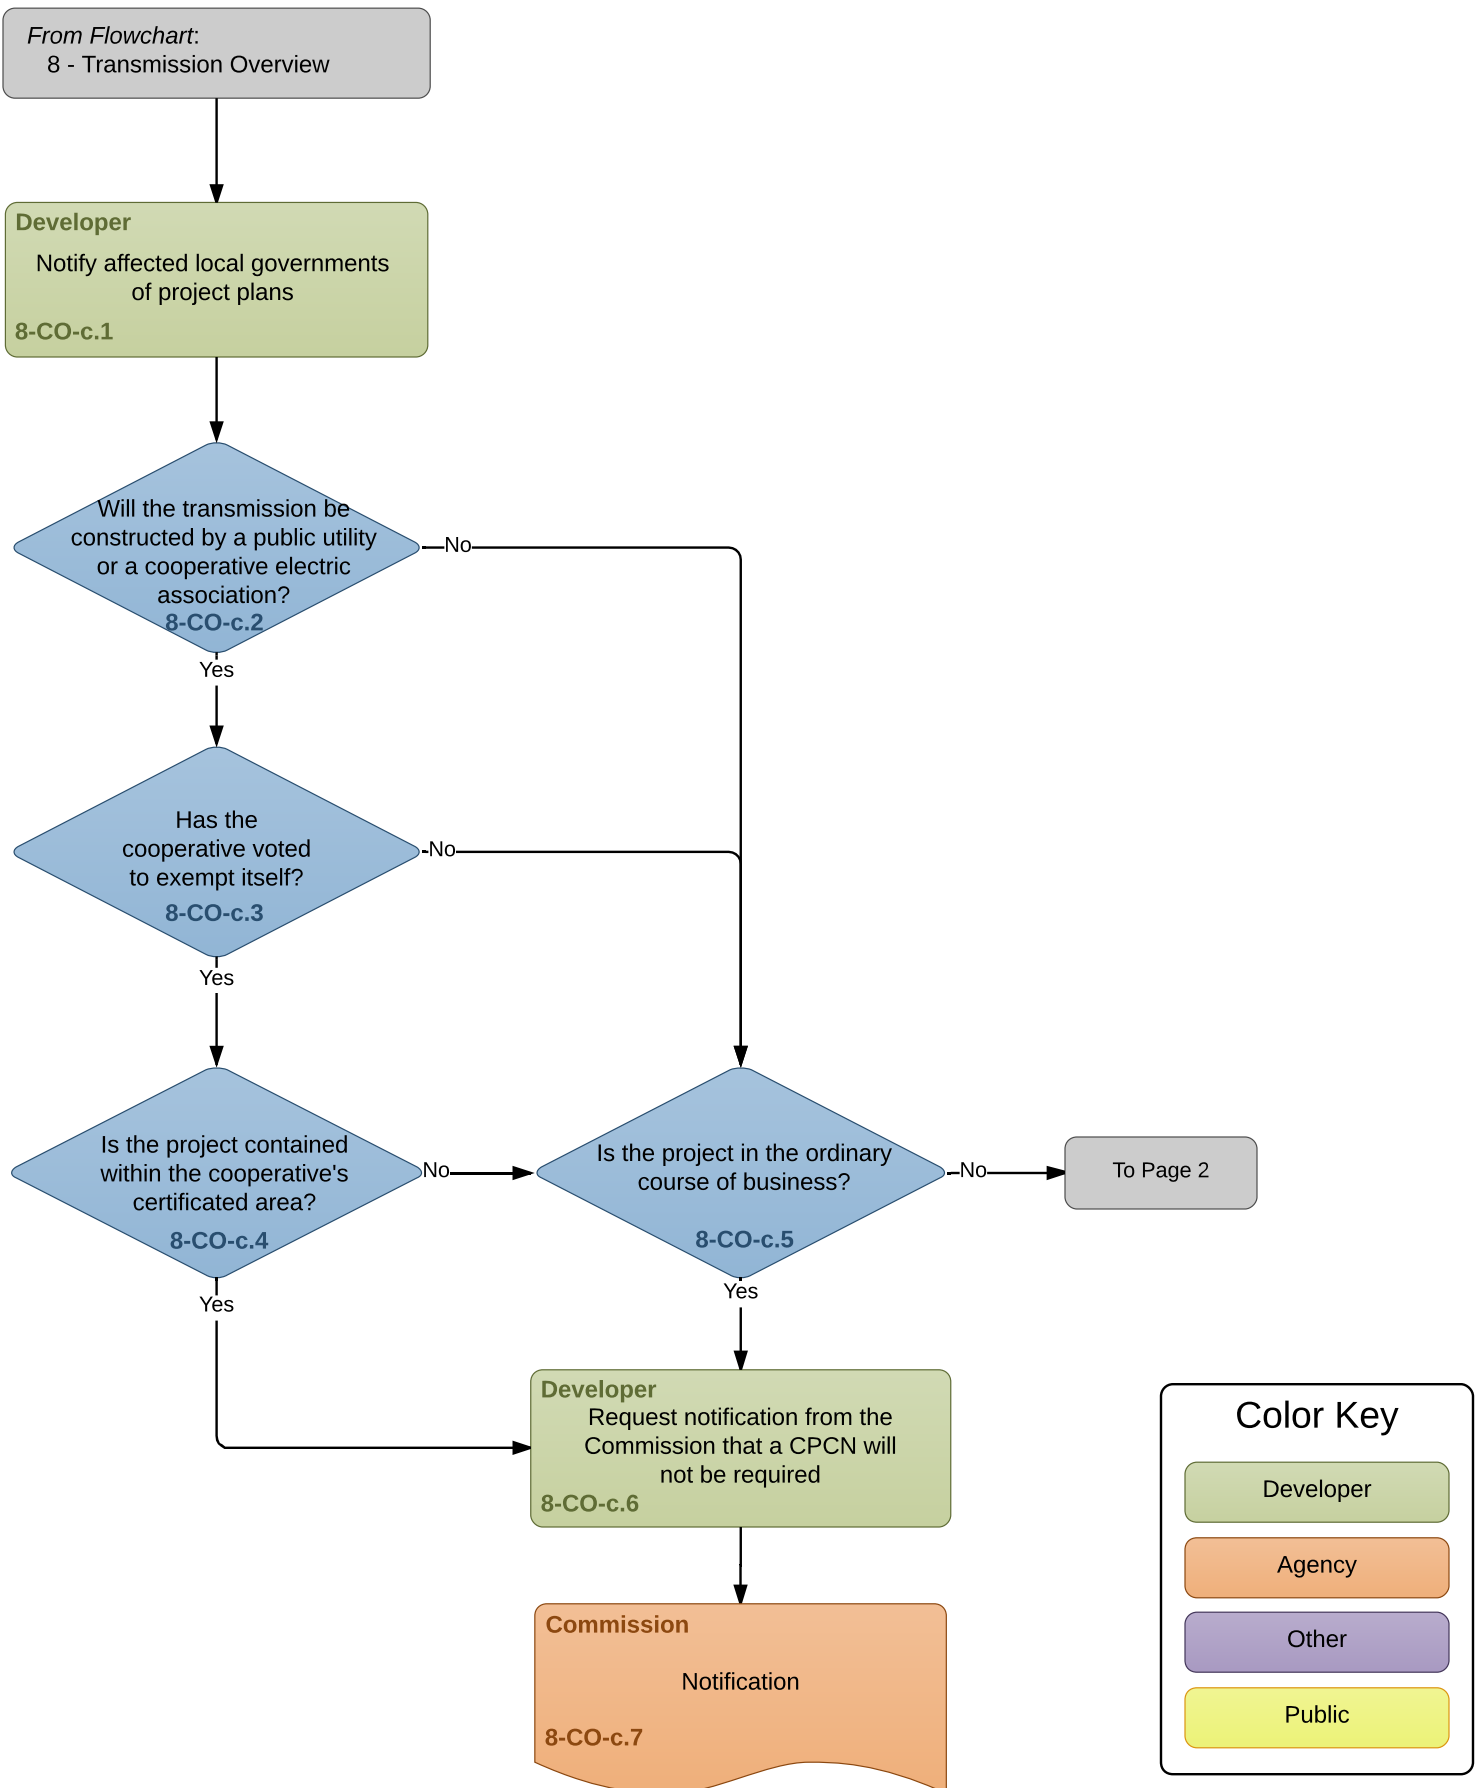 From Flowchart:
8 - Transmission Overview
Developer
Notify affected local governments
of project plans
8-CO-c.1
Will the transmission be
constructed by a public utility
or a cooperative electric
association?
8-CO-c.2
No
Yes
Has the
cooperative voted
to exempt itself?
8-CO-c.3
No
Yes
Is the project contained
within the cooperative's
certificated area?
8-CO-c.4
No
Yes
Is the project in the ordinary
course of business?
8-CO-c.5
No
Yes
To Page 2
Developer
Request notification from the
Commission that a CPCN will
not be required
8-CO-c.6
Commission
Notification
8-CO-c.7
Color Key
Developer
Agency
Other
Public